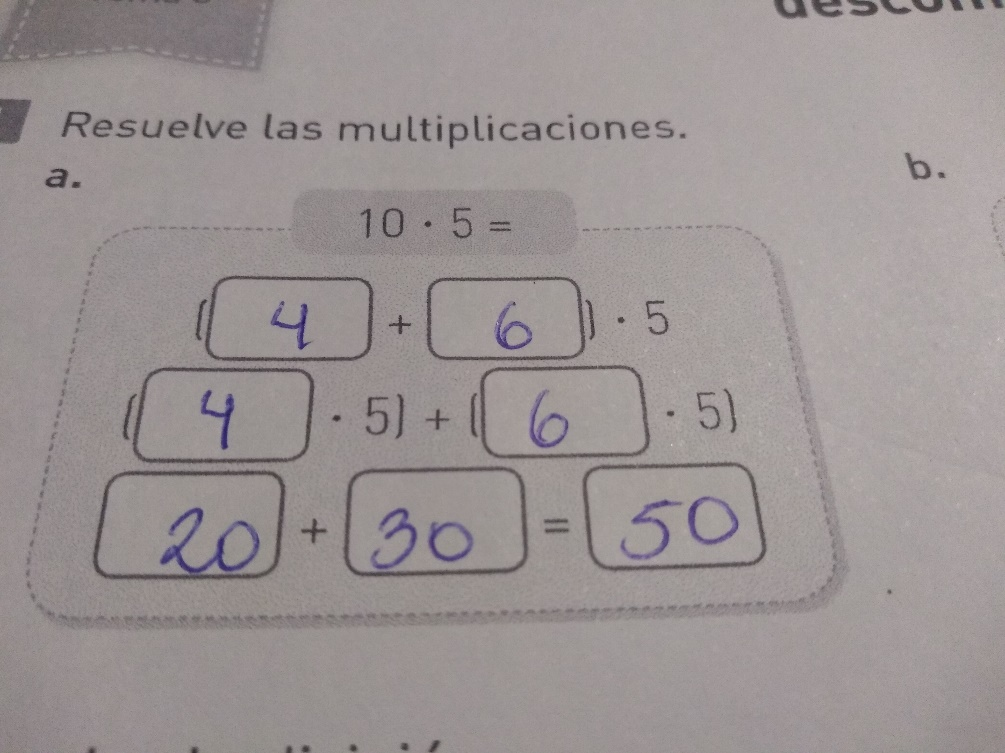 Resuelve las multiplicaciones.
a.
b.
10 · 5 =
(4 + 6) · 5
(4 · 5) + (6 · 5)
20 + 30 = 50